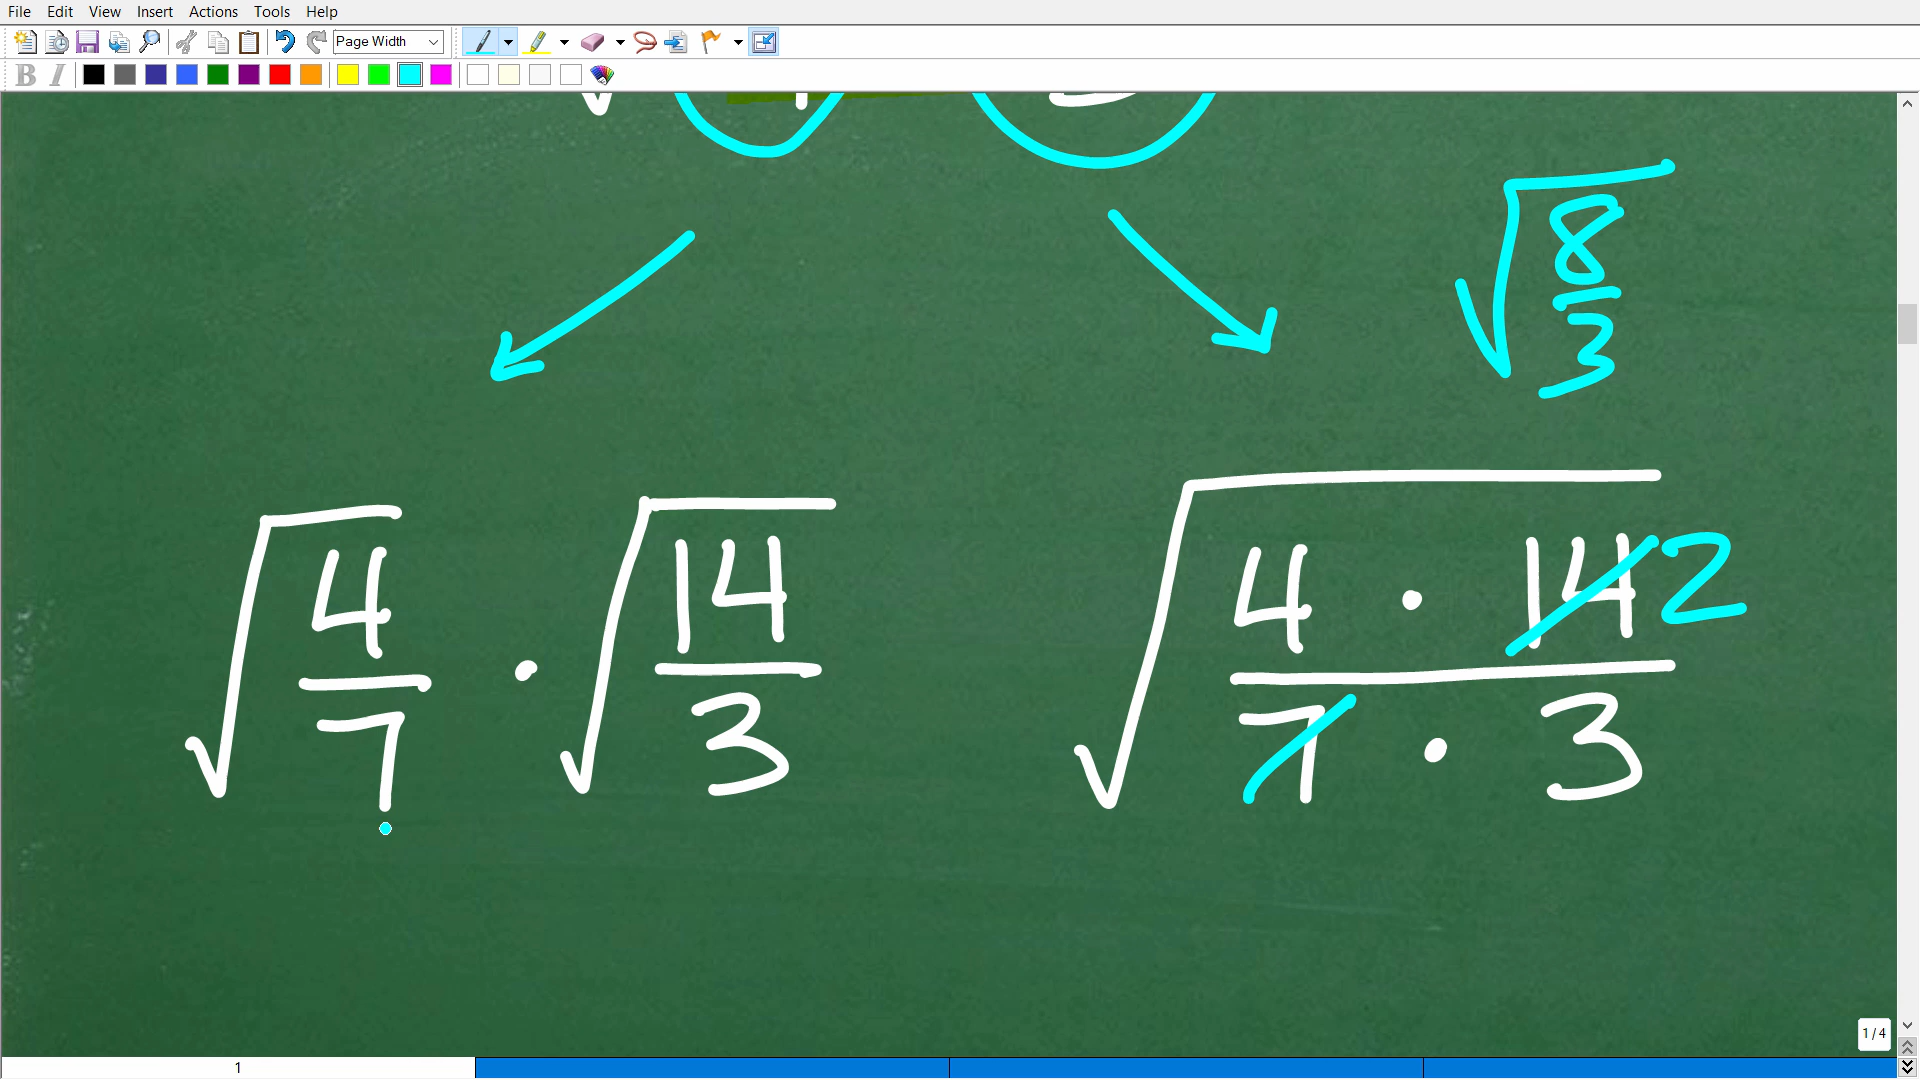 File Edit View Insert Actions Tools Help
Page Width
B I
√(8/3)
√(4/7) · √(14/3)
√((4 · 14 2)/(7 · 3))
1 / 4
1